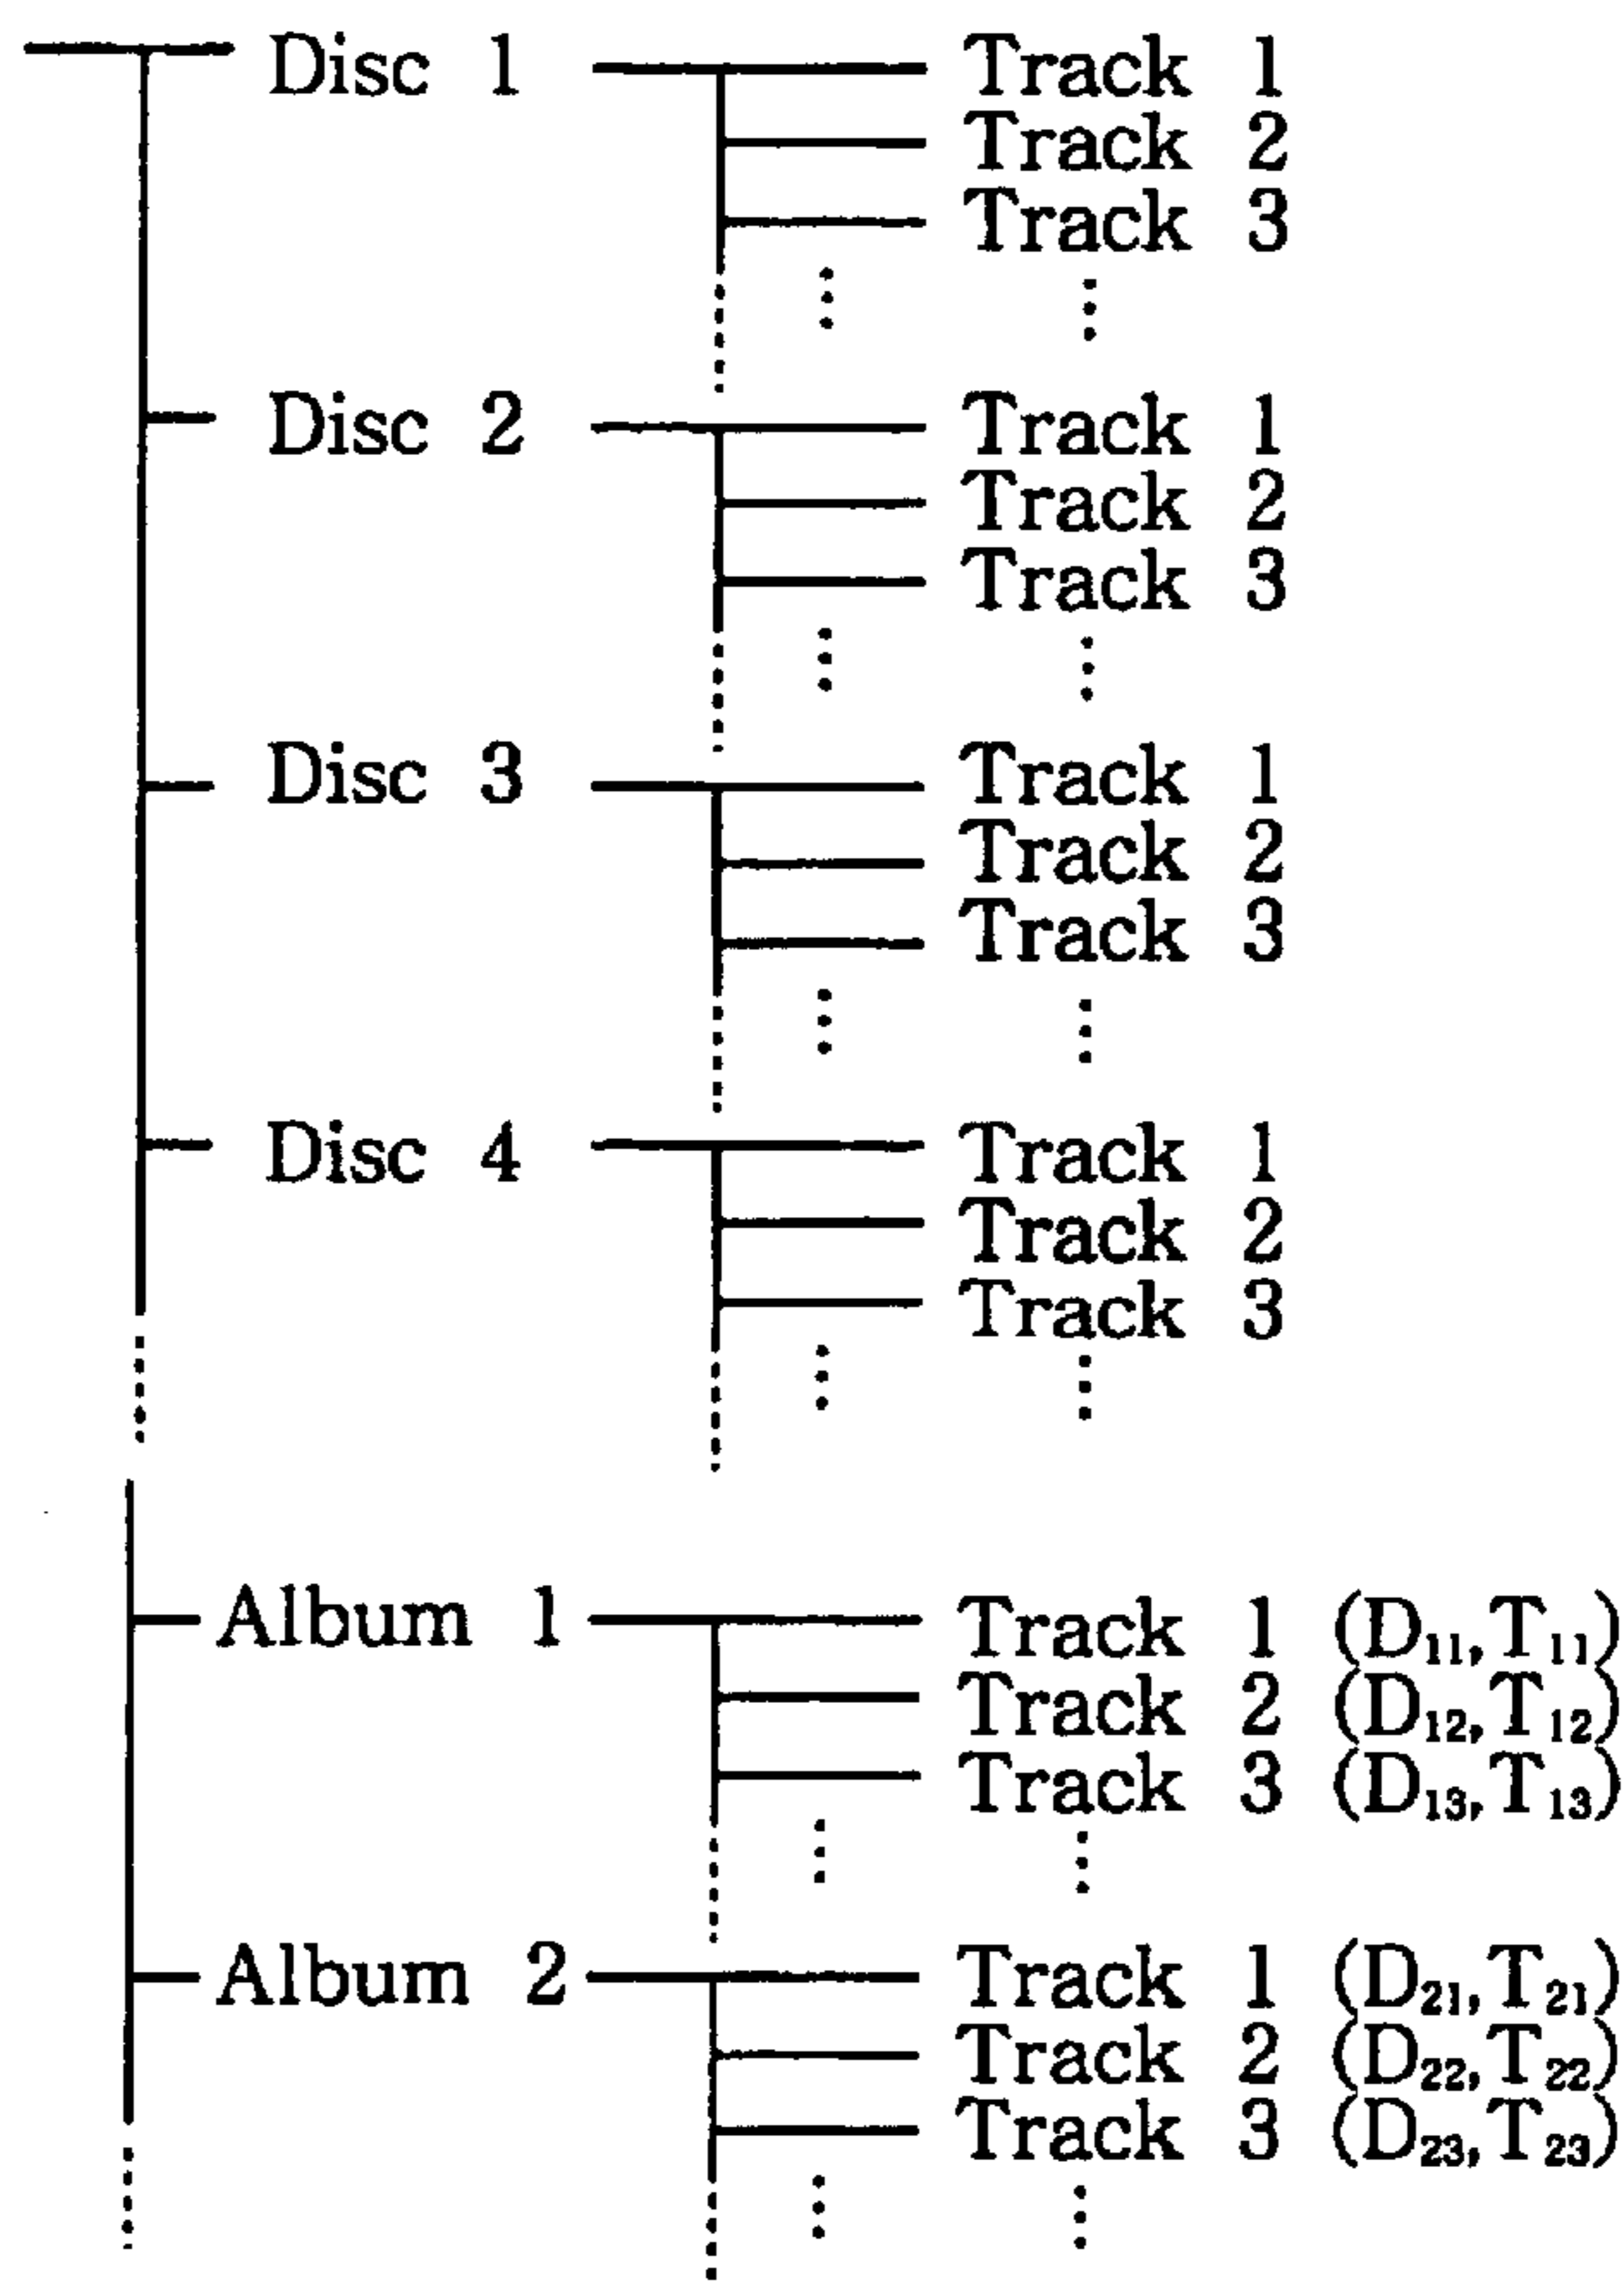 Disc 1 Track 1
Track 2
Track 3
Disc 2 Track 1
Track 2
Track 3
Disc 3 Track 1
Track 2
Track 3
Disc 4 Track 1
Track 2
Track 3
Album 1 Track 1 (D₁₁,T₁₁)
Track 2 (D₁₂,T₁₂)
Track 3 (D₁₃,T₁₃)
Album 2 Track 1 (D₂₁,T₂₁)
Track 2 (D₂₂,T₂₂)
Track 3 (D₂₃,T₂₃)